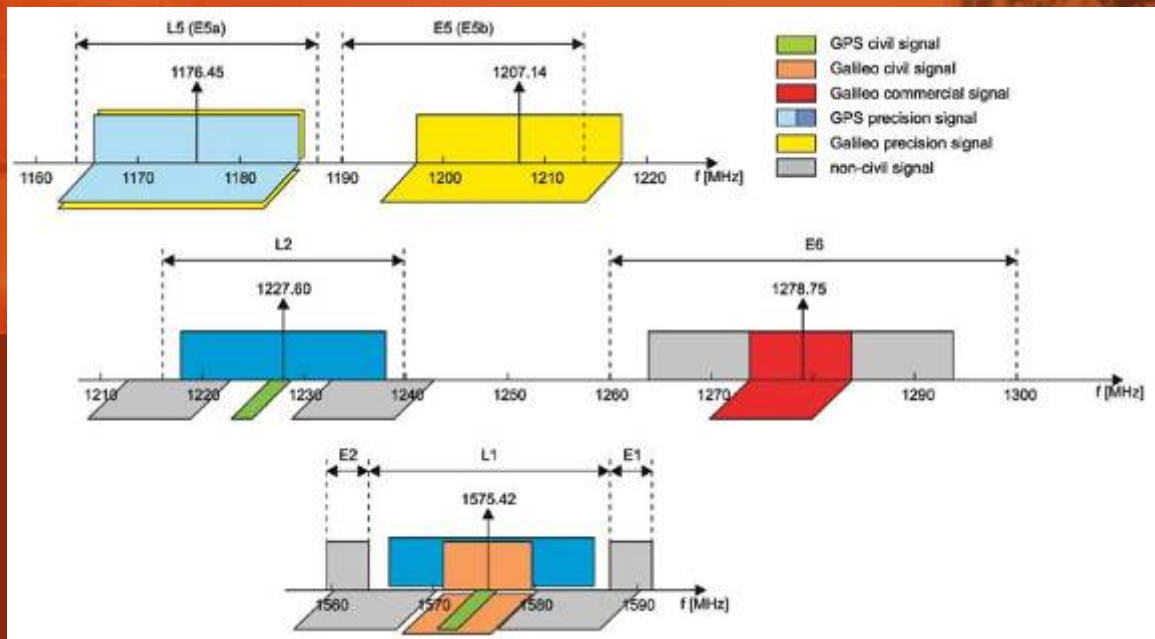 L5 (E5a)
E5 (E5b)
1176.45
1207.14
GPS civil signal
Galileo civil signal
Galileo commercial signal
GPS precision signal
Galileo precision signal
non-civil signal
1160 1170 1180 1190 1200 1210 1220 f [MHz]
L2
E6
1227.60
1278.75
1210 1220 1230 1240 1250 1260 1270 1290 1300 f [MHz]
E2 L1 E1
1575.42
1560 1570 1580 1590 f [MHz]